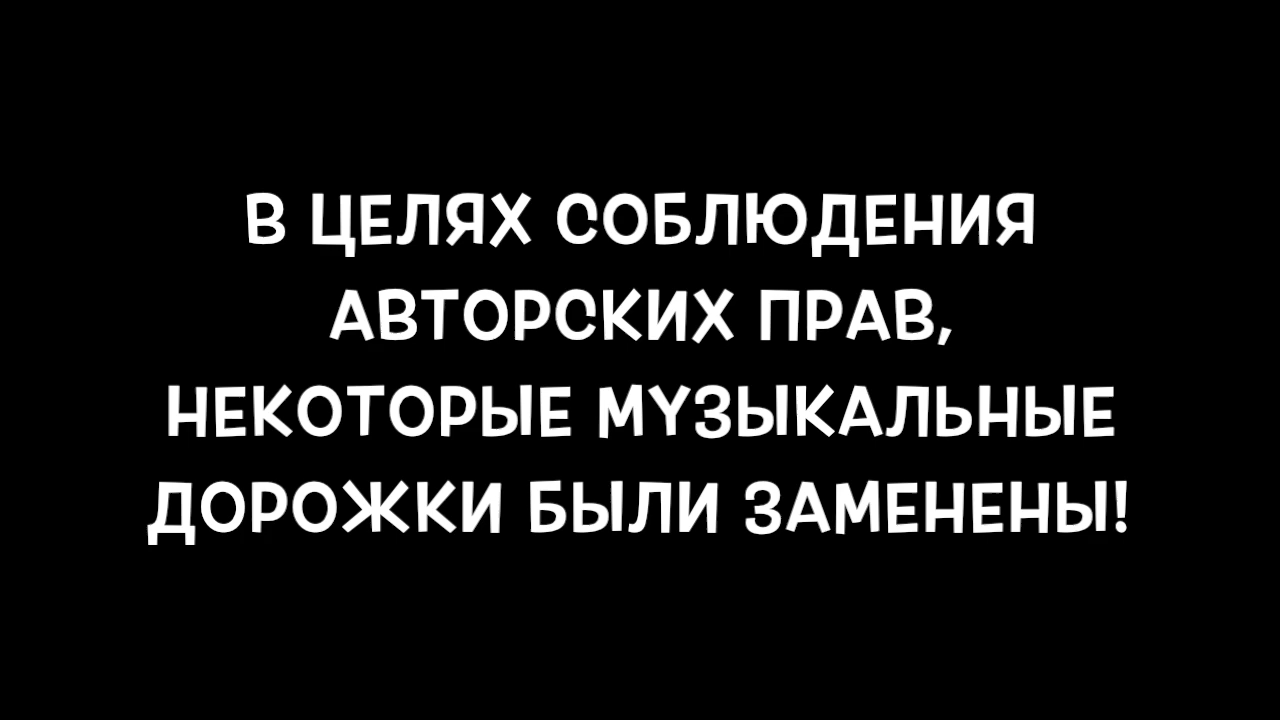 В ЦЕЛЯХ СОБЛЮДЕНИЯ
АВТОРСКИХ ПРАВ,
НЕКОТОРЫЕ МУЗЫКАЛЬНЫЕ
ДОРОЖКИ БЫЛИ ЗАМЕНЕНЫ!